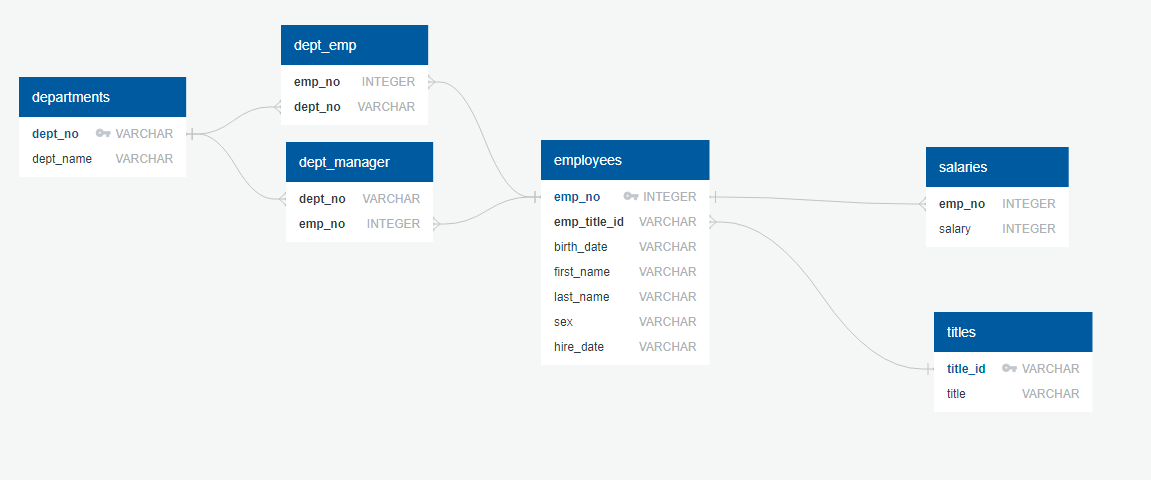 departments
dept_no VARCHAR
dept_name VARCHAR
dept_emp
emp_no INTEGER
dept_no VARCHAR
dept_manager
dept_no VARCHAR
emp_no INTEGER
employees
emp_no INTEGER
emp_title_id VARCHAR
birth_date VARCHAR
first_name VARCHAR
last_name VARCHAR
sex VARCHAR
hire_date VARCHAR
salaries
emp_no INTEGER
salary INTEGER
titles
title_id VARCHAR
title VARCHAR